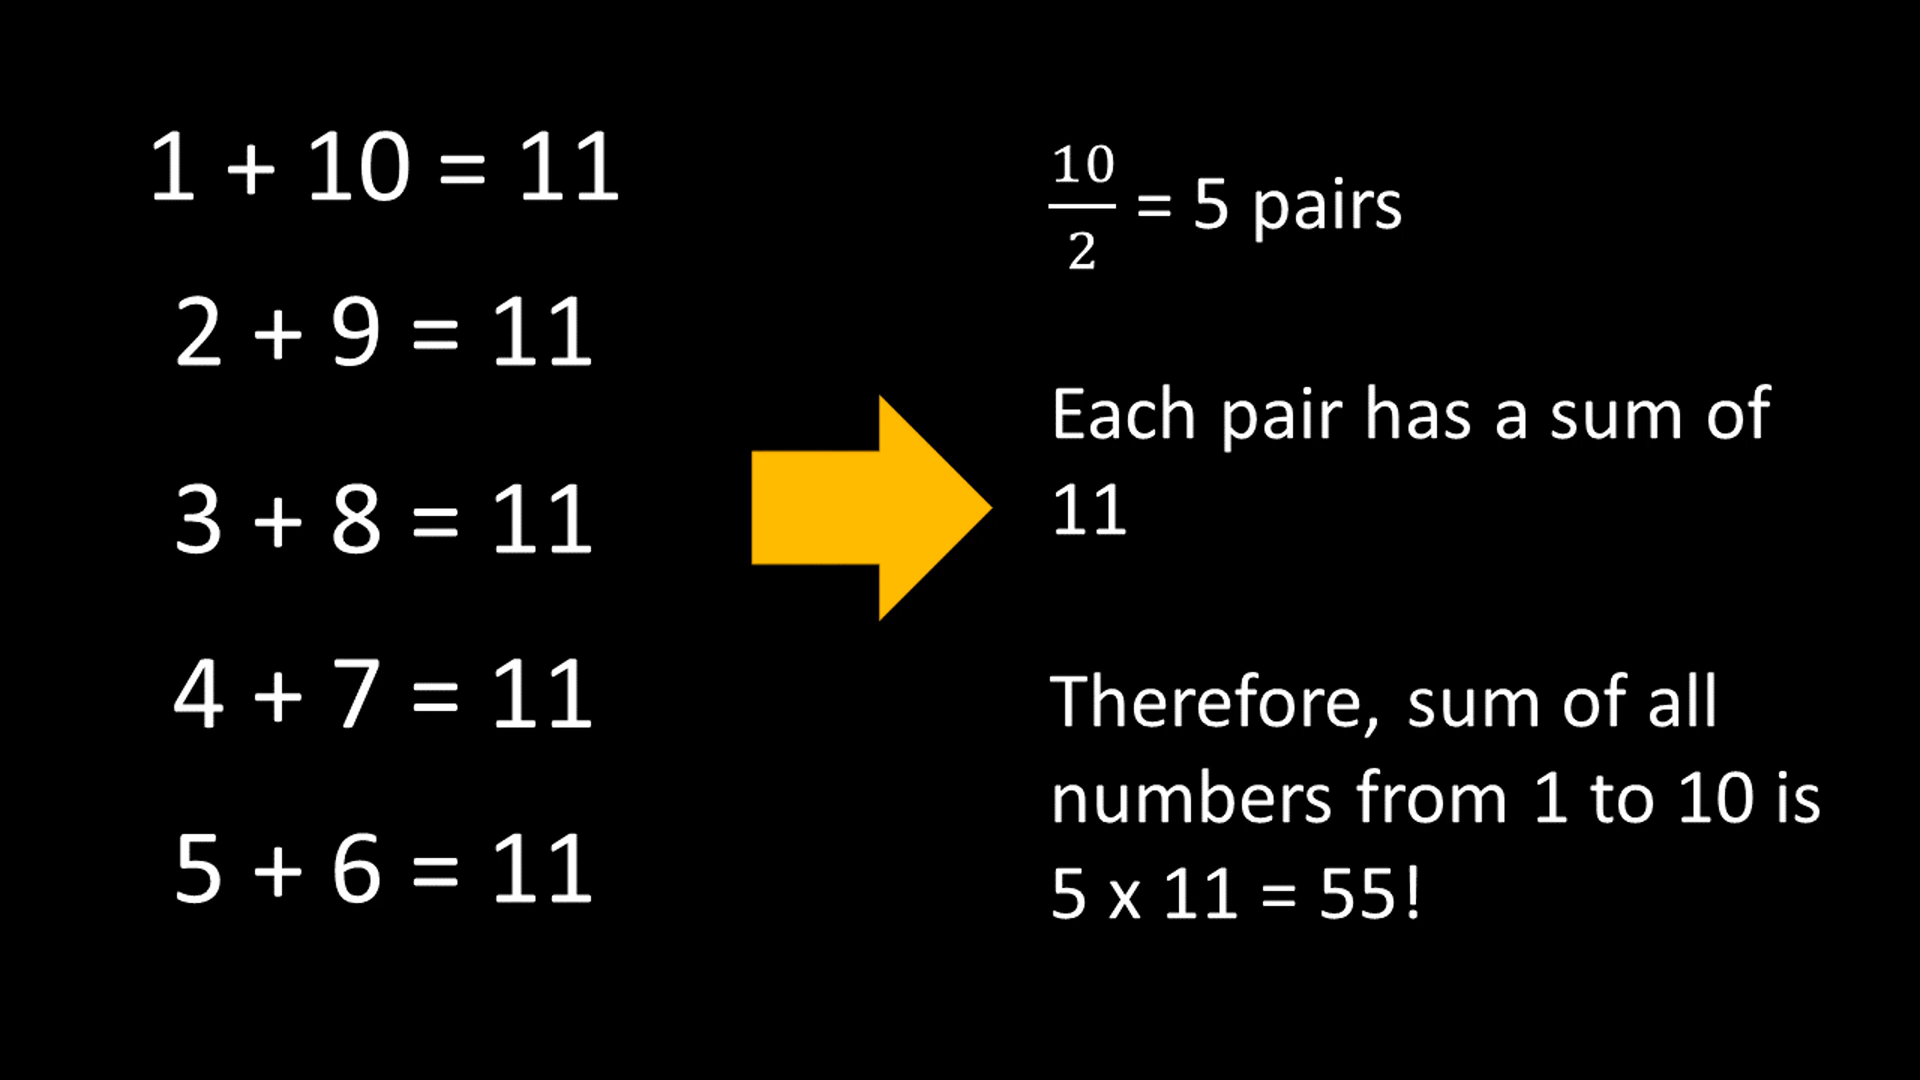 1 + 10 = 11
2 + 9 = 11
3 + 8 = 11
4 + 7 = 11
5 + 6 = 11
10/2 = 5 pairs
Each pair has a sum of
11
Therefore, sum of all
numbers from 1 to 10 is
5 x 11 = 55!